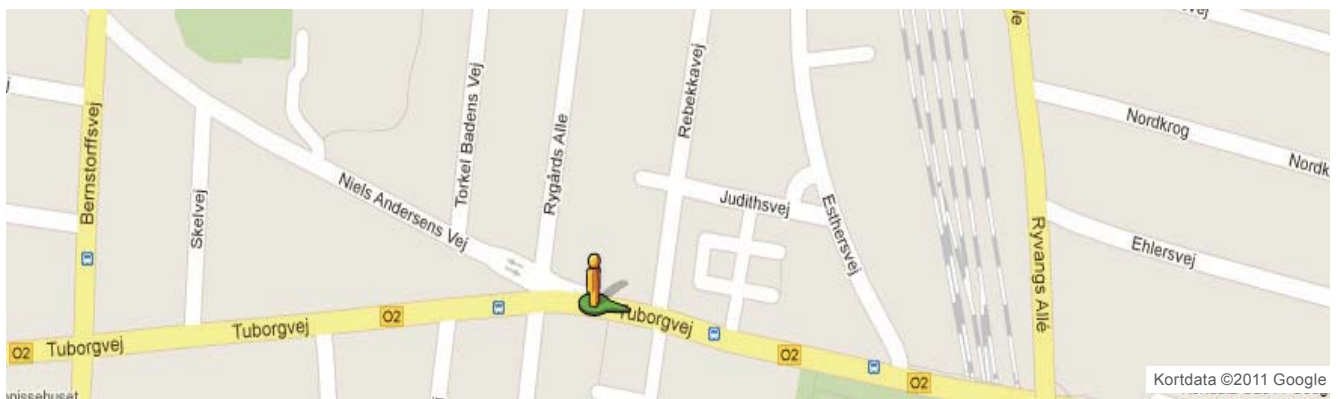 Bernstorffsvej
Skelvej
Niels Andersens Vej
Torkel Badens Vej
Rygårds Alle
Rebekkavej
Judithsvej
Esthersvej
Ryvangs Allé
Nordkrog
Ehlersvej
O2
Tuborgvej
Tuborgvej
O2
Tuborgvej
O2
O2
Kortdata ©2011 Google